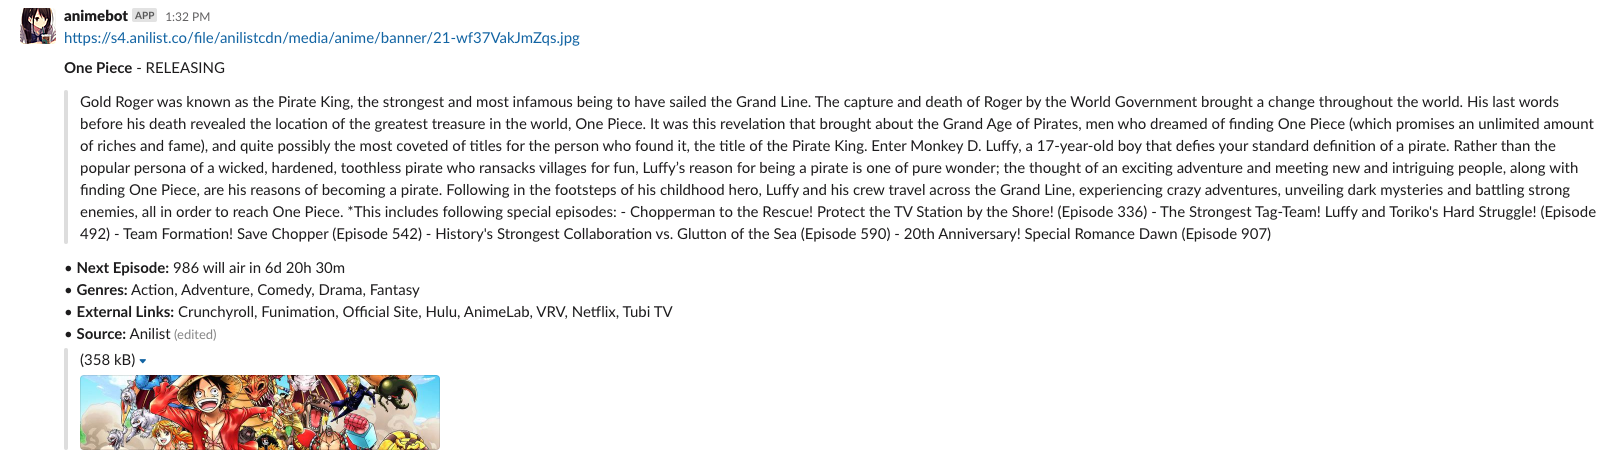 animebot APP 1:32 PM
https://s4.anilist.co/file/anilistcdn/media/anime/banner/21-wf37VakJmZqs.jpg
One Piece - RELEASING
Gold Roger was known as the Pirate King, the strongest and most infamous being to have sailed the Grand Line. The capture and death of Roger by the World Government brought a change throughout the world. His last words
before his death revealed the location of the greatest treasure in the world, One Piece. It was this revelation that brought about the Grand Age of Pirates, men who dreamed of finding One Piece (which promises an unlimited amount
of riches and fame), and quite possibly the most coveted of titles for the person who found it, the title of the Pirate King. Enter Monkey D. Luffy, a 17-year-old boy that defies your standard definition of a pirate. Rather than the
popular persona of a wicked, hardened, toothless pirate who ransacks villages for fun, Luffy’s reason for being a pirate is one of pure wonder; the thought of an exciting adventure and meeting new and intriguing people, along with
finding One Piece, are his reasons of becoming a pirate. Following in the footsteps of his childhood hero, Luffy and his crew travel across the Grand Line, experiencing crazy adventures, unveiling dark mysteries and battling strong
enemies, all in order to reach One Piece. *This includes following special episodes: - Chopperman to the Rescue! Protect the TV Station by the Shore! (Episode 336) - The Strongest Tag-Team! Luffy and Toriko's Hard Struggle! (Episode
492) - Team Formation! Save Chopper (Episode 542) - History's Strongest Collaboration vs. Glutton of the Sea (Episode 590) - 20th Anniversary! Special Romance Dawn (Episode 907)
• Next Episode: 986 will air in 6d 20h 30m
• Genres: Action, Adventure, Comedy, Drama, Fantasy
• External Links: Crunchyroll, Funimation, Official Site, Hulu, AnimeLab, VRV, Netflix, Tubi TV
• Source: Anilist (edited)
(358 kB)